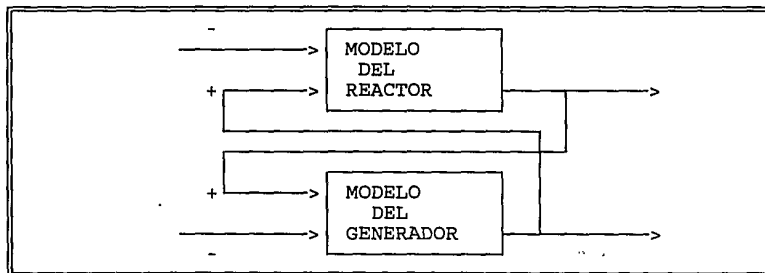 -
> MODELO
DEL
+ > REACTOR >
+ > MODELO
DEL
> GENERADOR >
-